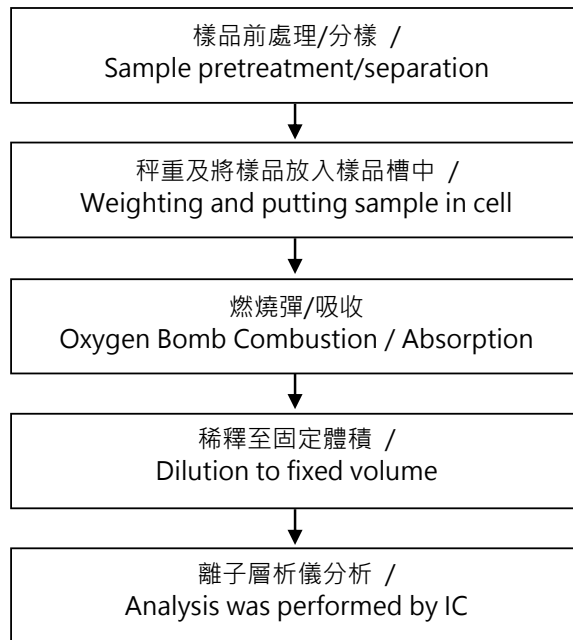 樣品前處理/分樣 /
Sample pretreatment/separation
秤重及將樣品放入樣品槽中 /
Weighting and putting sample in cell
燃燒彈/吸收
Oxygen Bomb Combustion / Absorption
稀釋至固定體積 /
Dilution to fixed volume
離子層析儀分析 /
Analysis was performed by IC